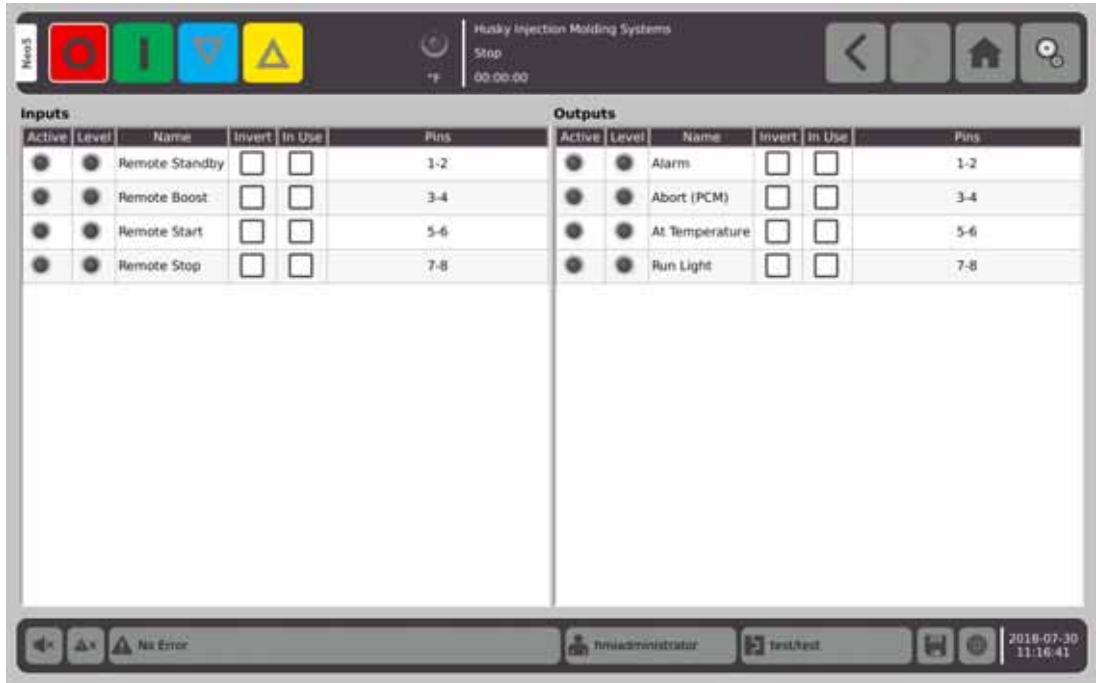 Neo5
Husky Injection Molding Systems
Stop
°F 00:00:00
Inputs
Active Level Name Invert In Use Pins
Remote Standby 1-2
Remote Boost 3-4
Remote Start 5-6
Remote Stop 7-8
Outputs
Active Level Name Invert In Use Pins
Alarm 1-2
Abort (PCM) 3-4
At Temperature 5-6
Run Light 7-8
No Error
hmiadministrator
test/test
2018-07-30
11:16:41